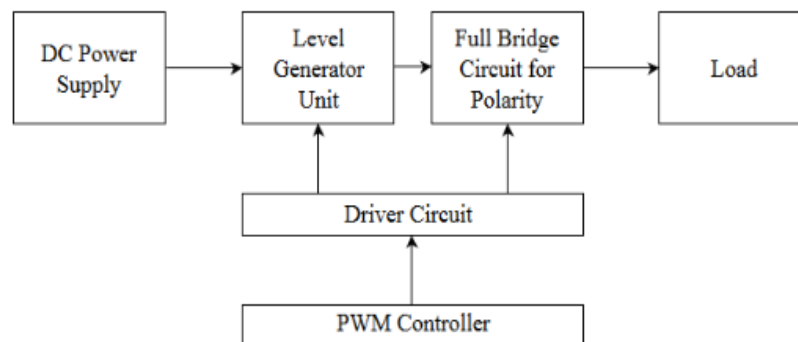 DC Power
Supply
Level
Generator
Unit
Full Bridge
Circuit for
Polarity
Load
Driver Circuit
PWM Controller